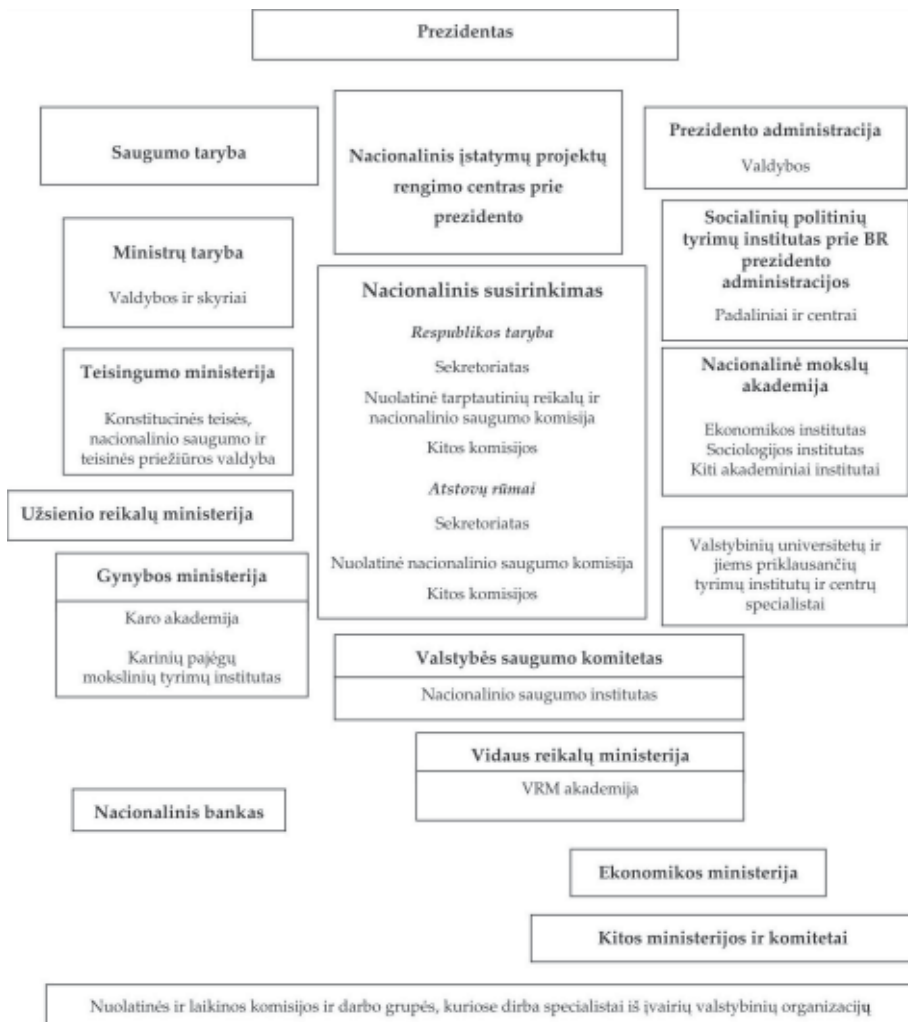 Prezidentas
Saugumo taryba
Nacionalinis įstatymų projektų
rengimo centras prie
prezidento
Prezidento administracija
Valdybos
Ministrų taryba
Valdybos ir skyriai
Socialinių politinių
tyrimų institutas prie BR
prezidento
administracijos
Padaliniai ir centrai
Nacionalinis susirinkimas
Respublikos taryba
Sekretoriatas
Nuolatinė tarptautinių reikalų ir
nacionalinio saugumo komisija
Kitos komisijos
Atstovų rūmai
Sekretoriatas
Nuolatinė nacionalinio saugumo komisija
Kitos komisijos
Teisingumo ministerija
Konstitucinės teisės,
nacionalinio saugumo ir
teisinės priežiūros valdyba
Nacionalinė mokslų
akademija
Ekonomikos institutas
Sociologijos institutas
Kiti akademiniai institutai
Užsienio reikalų ministerija
Gynybos ministerija
Karo akademija
Karinių pajėgų
mokslinių tyrimų institutas
Valstybinių universitetų ir
jiems priklausančių
tyrimų institutų ir centrų
specialistai
Valstybės saugumo komitetas
Nacionalinio saugumo institutas
Vidaus reikalų ministerija
VRM akademija
Nacionalinis bankas
Ekonomikos ministerija
Kitos ministerijos ir komitetai
Nuolatinės ir laikinos komisijos ir darbo grupės, kuriose dirba specialistai iš įvairių valstybinių organizacijų